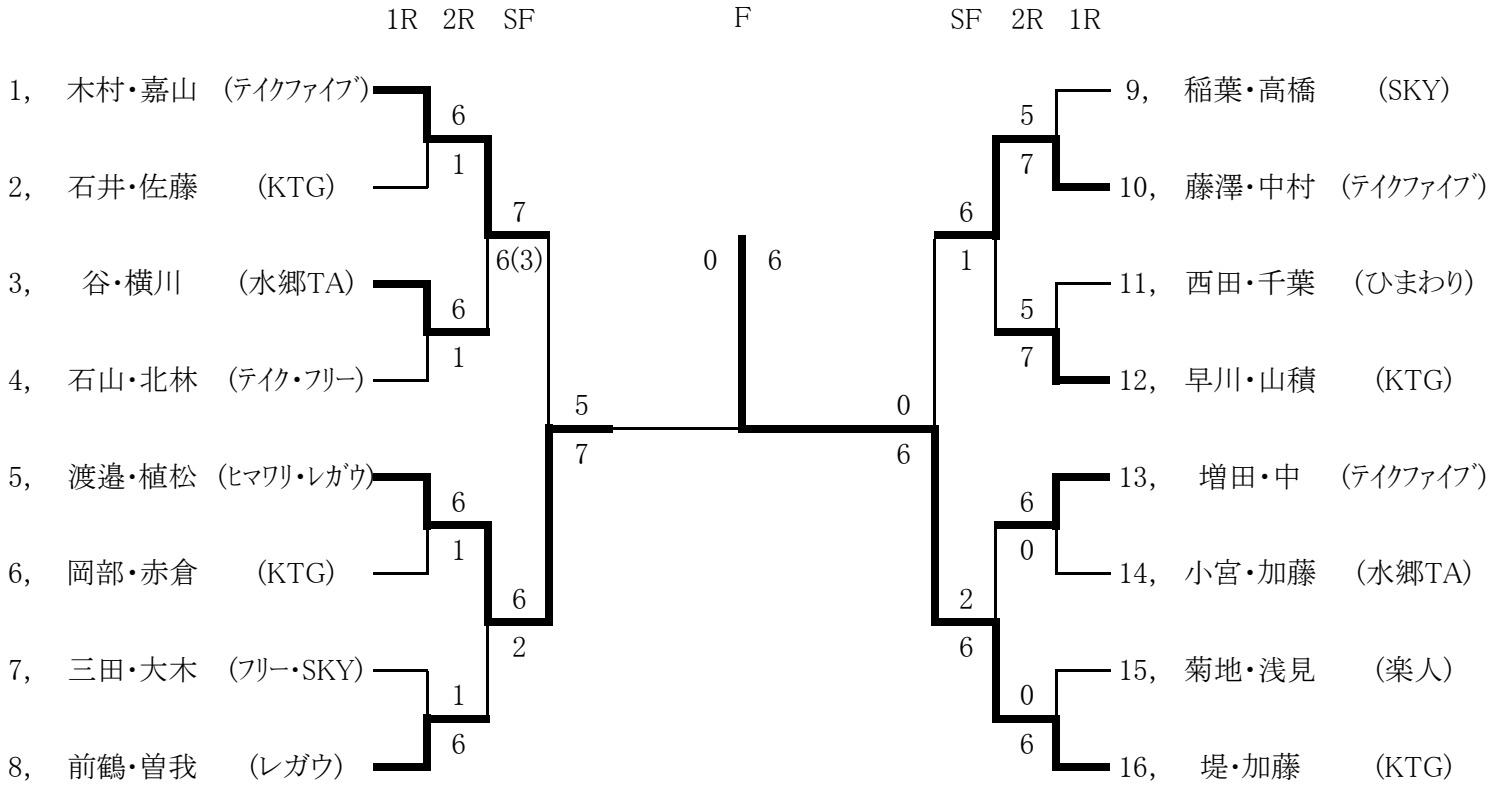 1R 2R SF F SF 2R 1R
1, 木村・嘉山 (テイクファイブ) 9, 稲葉・高橋 (SKY)
6 5
1 7
2, 石井・佐藤 (KTG) 10, 藤澤・中村 (テイクファイブ)
7 6
6(3) 0 6 1
3, 谷・横川 (水郷TA) 11, 西田・千葉 (ひまわり)
6 5
1 7
4, 石山・北林 (テイク・フリー) 12, 早川・山積 (KTG)
5 0
7 6
5, 渡邉・植松 (ヒマワリ・レガウ) 13, 増田・中 (テイクファイブ)
6 6
1 0
6, 岡部・赤倉 (KTG) 14, 小宮・加藤 (水郷TA)
6 2
2 6
7, 三田・大木 (フリー・SKY) 15, 菊地・浅見 (楽人)
1 0
6 6
8, 前鶴・曽我 (レガウ) 16, 堤・加藤 (KTG)